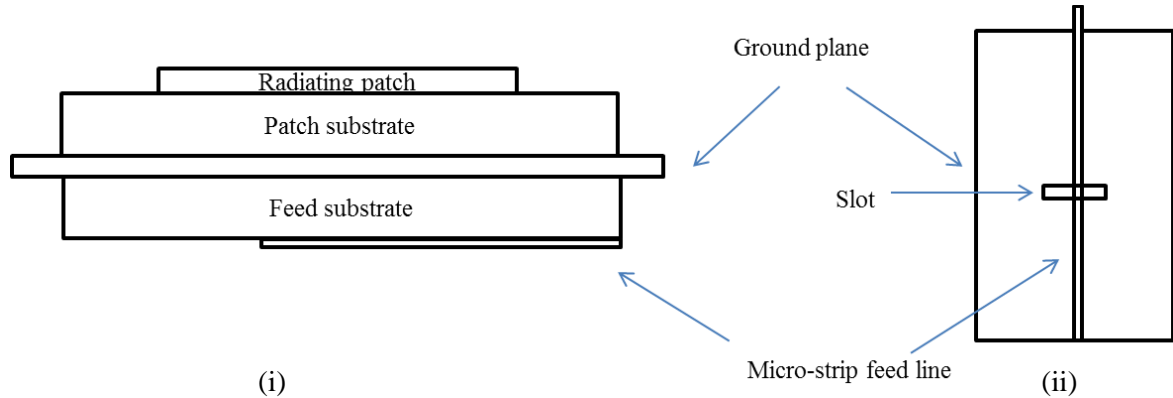 Radiating patch
Patch substrate
Feed substrate
Ground plane
Slot
Micro-strip feed line
(i)
(ii)